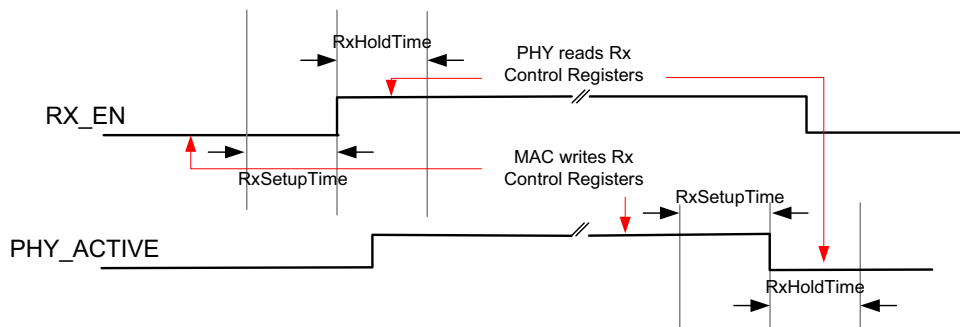 RxHoldTime
PHY reads Rx
Control Registers
RX_EN
RxSetupTime
MAC writes Rx
Control Registers
RxSetupTime
PHY_ACTIVE
RxHoldTime